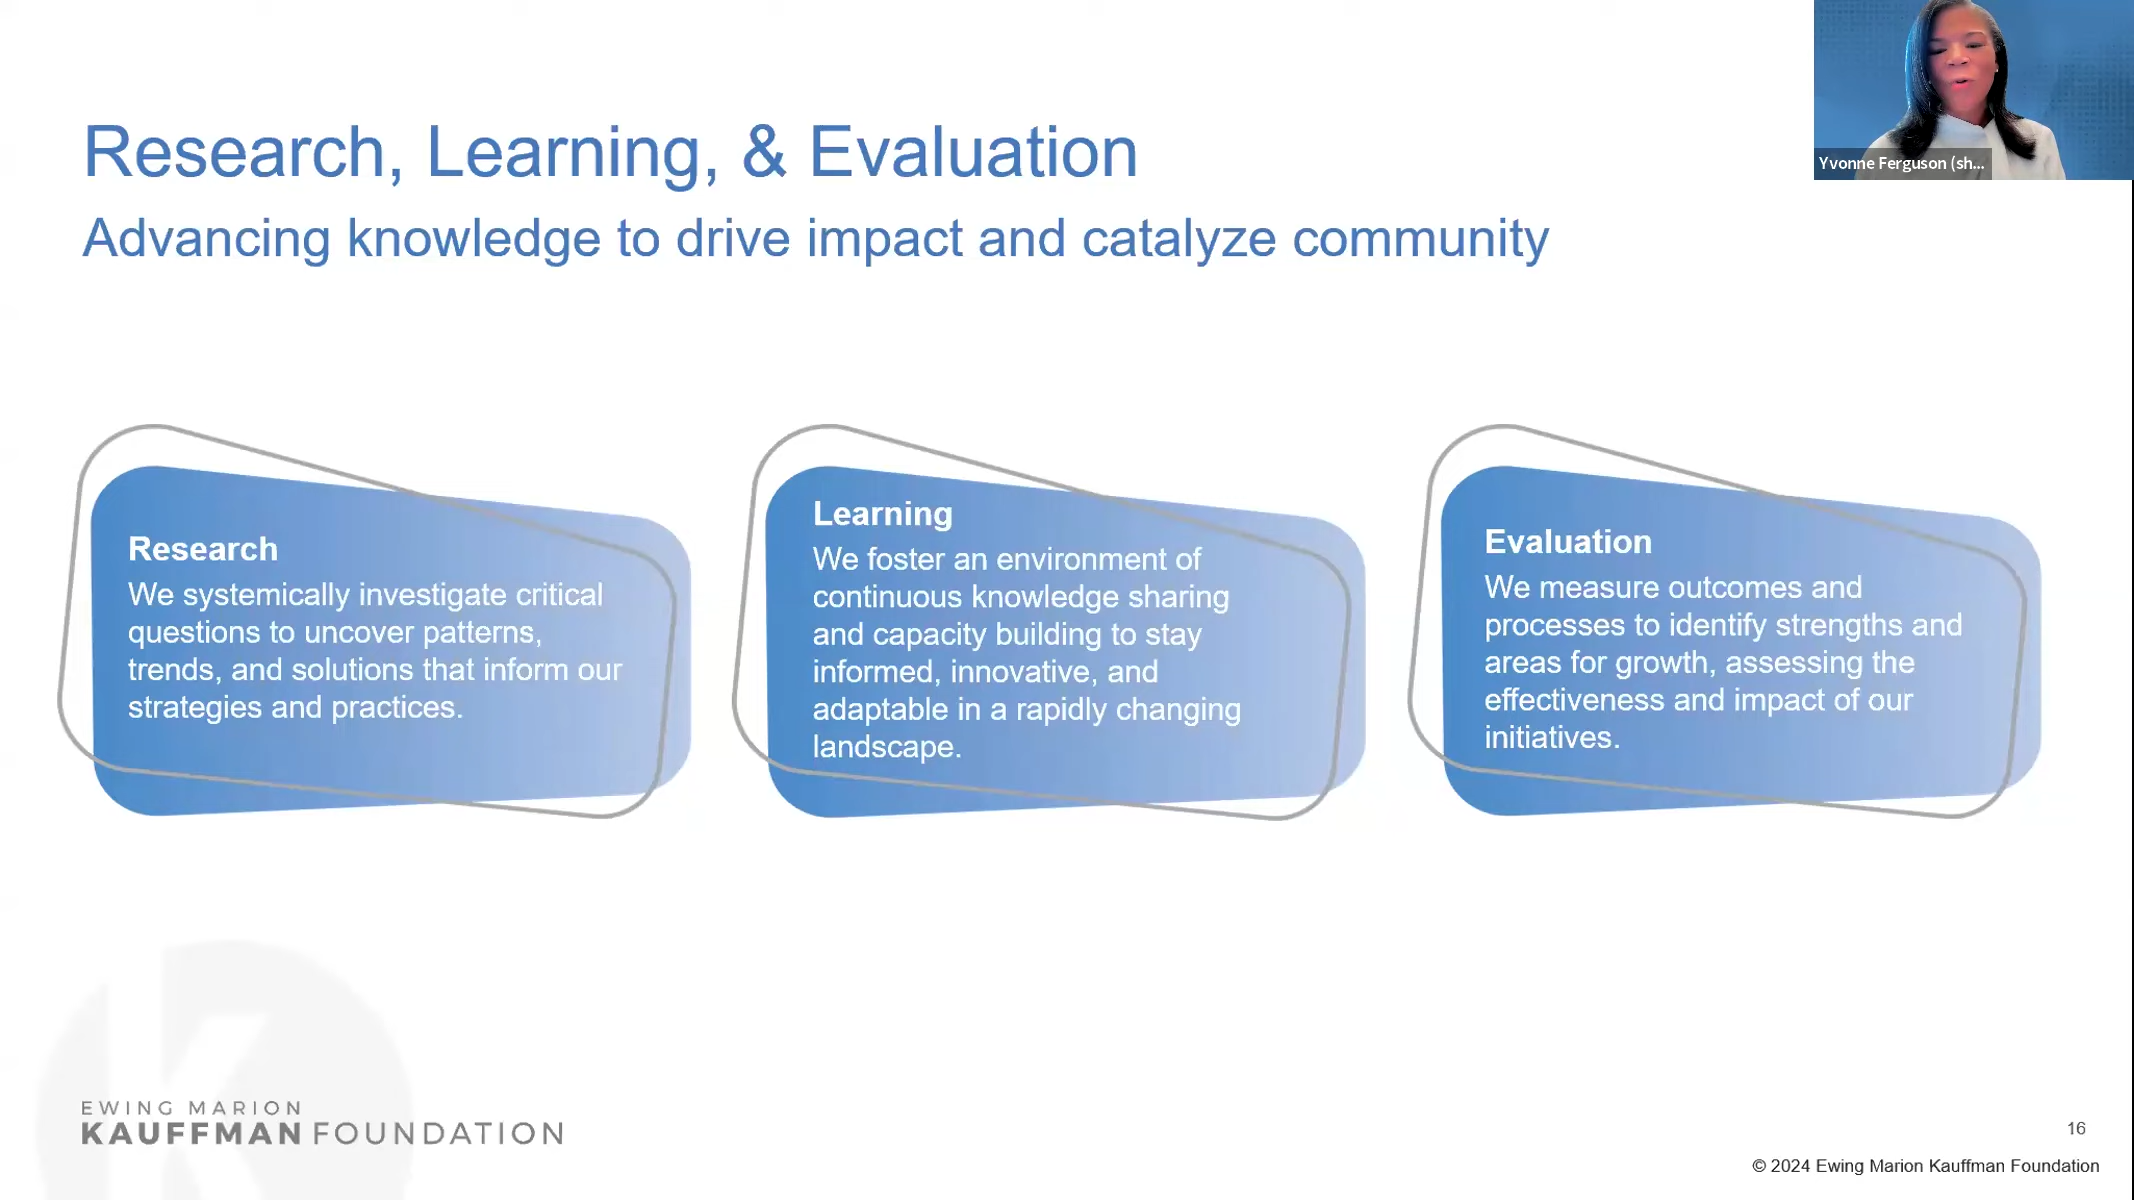 Research, Learning, & Evaluation
Advancing knowledge to drive impact and catalyze community
Yvonne Ferguson (sh...
Research
We systemically investigate critical
questions to uncover patterns,
trends, and solutions that inform our
strategies and practices.
Learning
We foster an environment of
continuous knowledge sharing
and capacity building to stay
informed, innovative, and
adaptable in a rapidly changing
landscape.
Evaluation
We measure outcomes and
processes to identify strengths and
areas for growth, assessing the
effectiveness and impact of our
initiatives.
EWING MARION
KAUFFMAN FOUNDATION
16
© 2024 Ewing Marion Kauffman Foundation